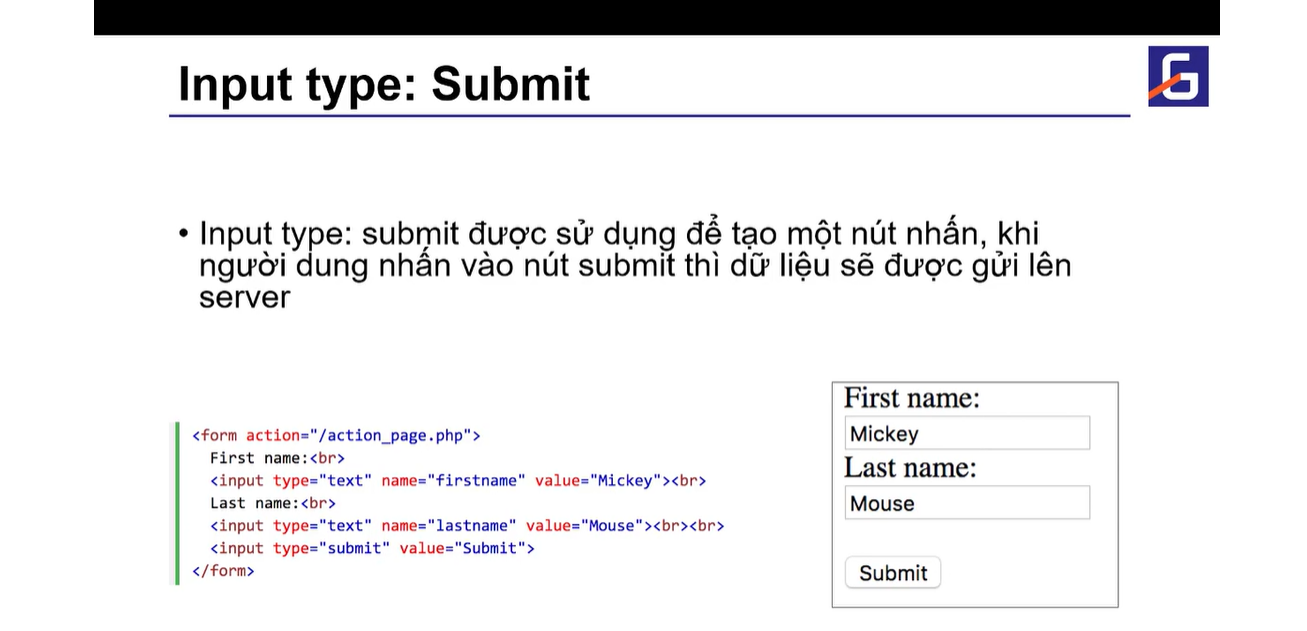 Input type: Submit
G
• Input type: submit được sử dụng để tạo một nút nhấn, khi
người dung nhấn vào nút submit thì dữ liệu sẽ được gửi lên
server
<form action="/action_page.php">
First name:<br>
<input type="text" name="firstname" value="Mickey"><br>
Last name:<br>
<input type="text" name="lastname" value="Mouse"><br><br>
<input type="submit" value="Submit">
</form>
First name:
Mickey
Last name:
Mouse
Submit